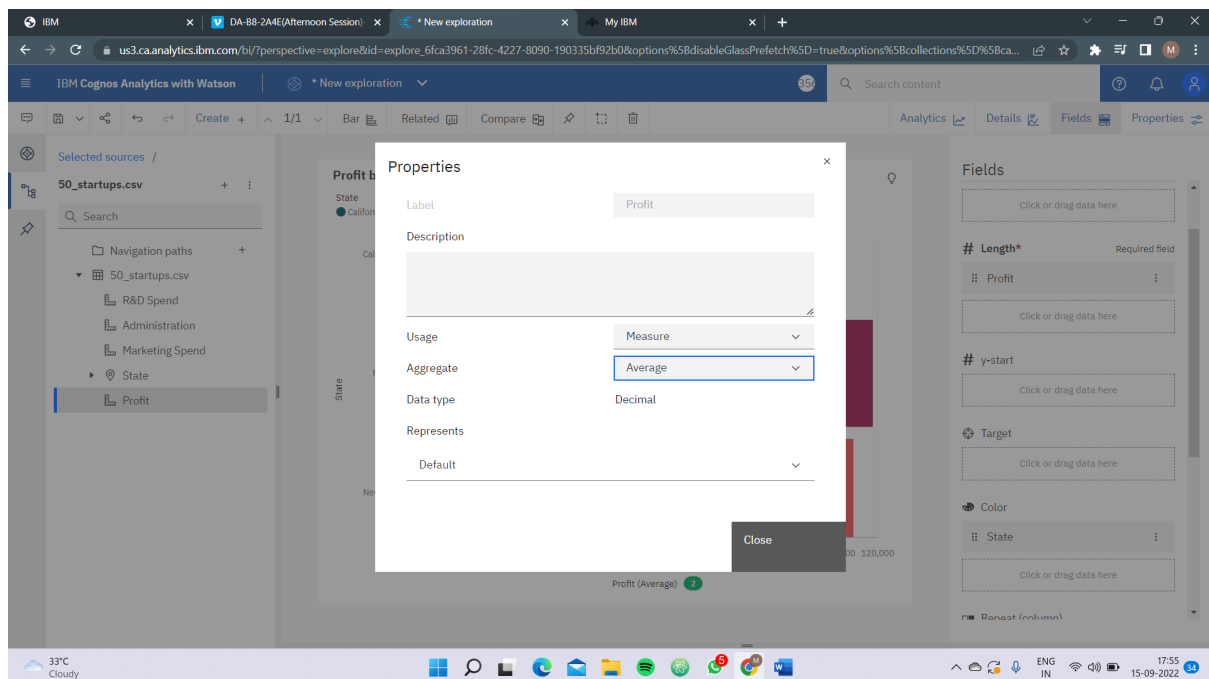 IBM
DA-B8-2A4E(Afternoon Session)-
* New exploration
My IBM
us3.ca.analytics.ibm.com/bi/?perspective=explore&id=explore_6fca3961-28fc-4227-8090-190335bf92b0&options%5BdisableGlassPrefetch%5D=true&options%5Bcollections%5D%5Bca...
M
IBM Cognos Analytics with Watson
* New exploration
35/
Search content
Create +
1/1
Bar
Related
Compare
Analytics
Details
Fields
Properties
Selected sources /
50_startups.csv
Search
Navigation paths
50_startups.csv
R&D Spend
Administration
Marketing Spend
State
Profit
Profit b
State
Californ
Cal
State
Ne
00 120,000
Profit (Average) 2
Properties
Label
Profit
Description
Usage
Measure
Aggregate
Average
Data type
Decimal
Represents
Default
Close
Fields
Click or drag data here
# Length*
Required field
Profit
Click or drag data here
# y-start
Click or drag data here
Target
Click or drag data here
Color
State
Click or drag data here
Repeat (column)
33°C
Cloudy
5
ENG
IN
17:55
15-09-2022
34